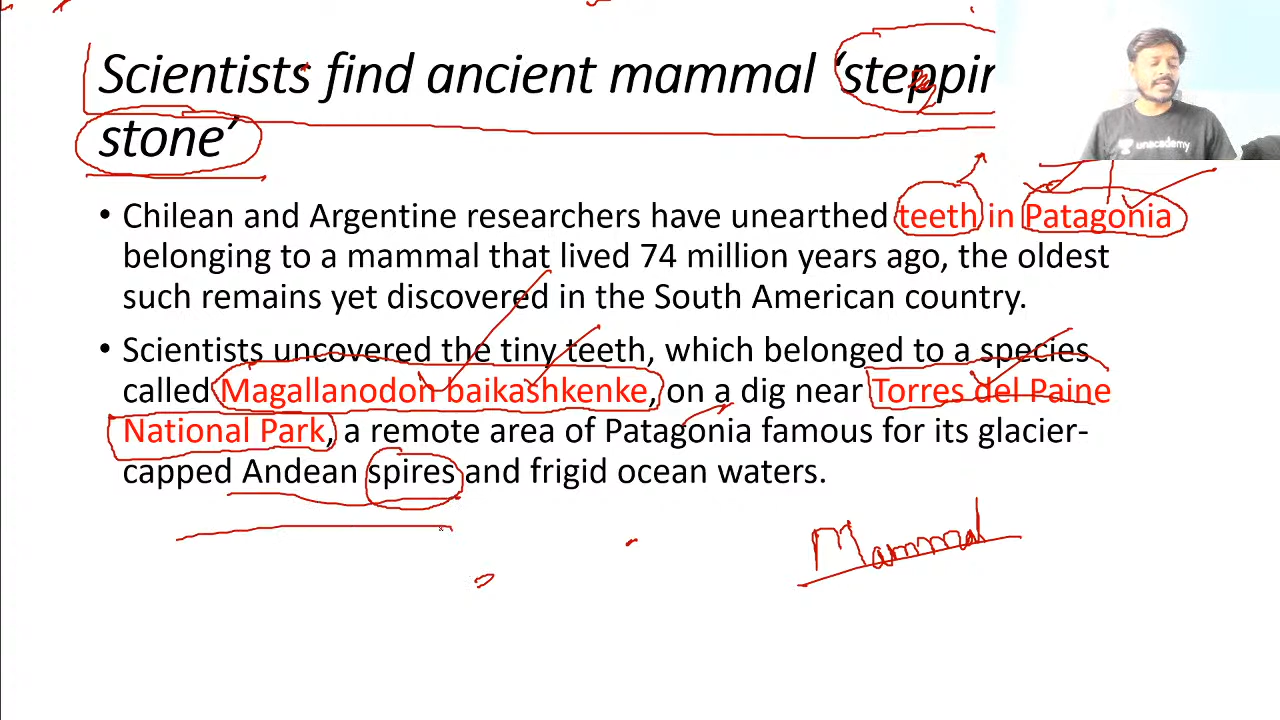 Scientists find ancient mammal ‘steppin
stone’
• Chilean and Argentine researchers have unearthed teeth in Patagonia
belonging to a mammal that lived 74 million years ago, the oldest
such remains yet discovered in the South American country.
• Scientists uncovered the tiny teeth, which belonged to a species
called Magallanodon baikashkenke, on a dig near Torres del Paine
National Park, a remote area of Patagonia famous for its glacier-
capped Andean spires and frigid ocean waters.
Mammal
unacademy